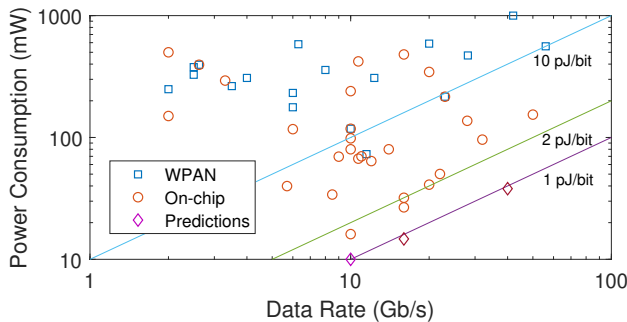 1000
100
10
Power Consumption (mW)
10 pJ/bit
2 pJ/bit
1 pJ/bit
WPAN
On-chip
Predictions
1
10
100
Data Rate (Gb/s)